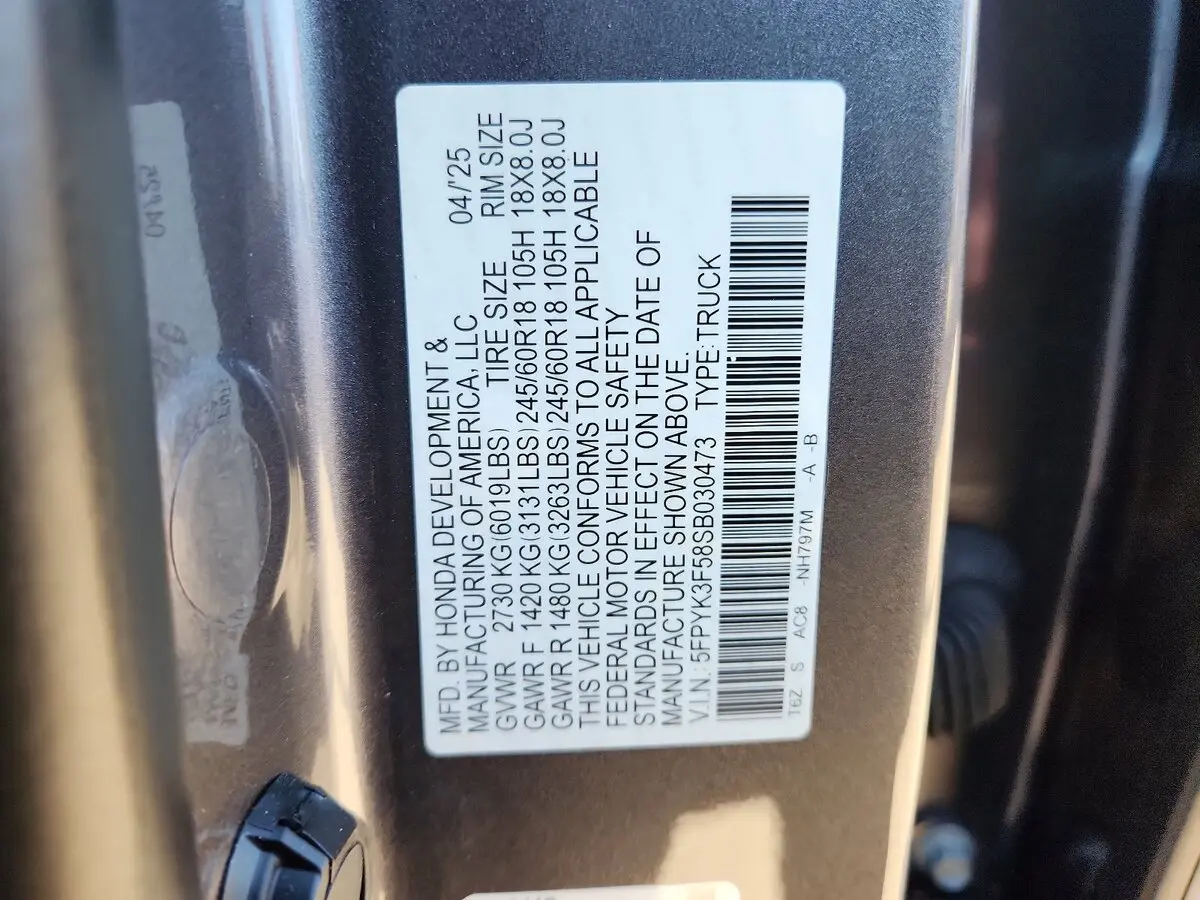 MFD. BY HONDA DEVELOPMENT &
MANUFACTURING OF AMERICA, LLC 04/'25
GVWR 2730 KG(6019LBS) TIRE SIZE RIM SIZE
GAWR F 1420 KG(3131LBS) 245/60R18 105H 18X8.0J
GAWR R 1480 KG(3263LBS) 245/60R18 105H 18X8.0J
THIS VEHICLE CONFORMS TO ALL APPLICABLE
FEDERAL MOTOR VEHICLE SAFETY
STANDARDS IN EFFECT ON THE DATE OF
MANUFACTURE SHOWN ABOVE.
V.I.N.: 5FPYK3F58SB030473 TYPE: TRUCK
T6Z S AC8 -NH797M -A -B